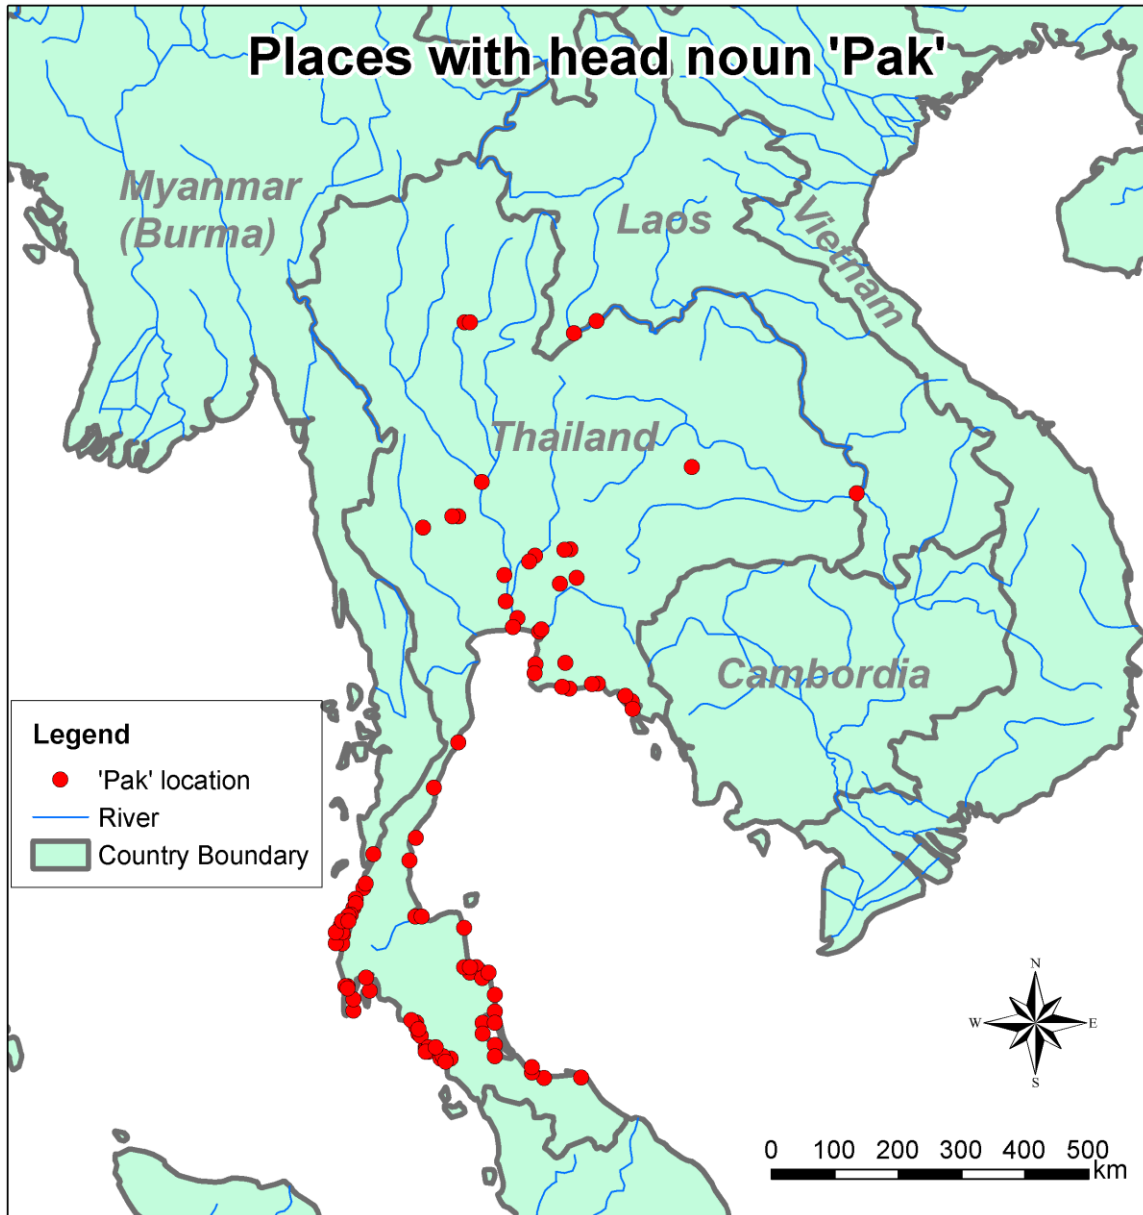 Places with head noun 'Pak'
Myanmar
(Burma)
Laos
Vietnam
Thailand
Cambordia
Legend
'Pak' location
River
Country Boundary
N
W
E
S
0 100 200 300 400 500
km